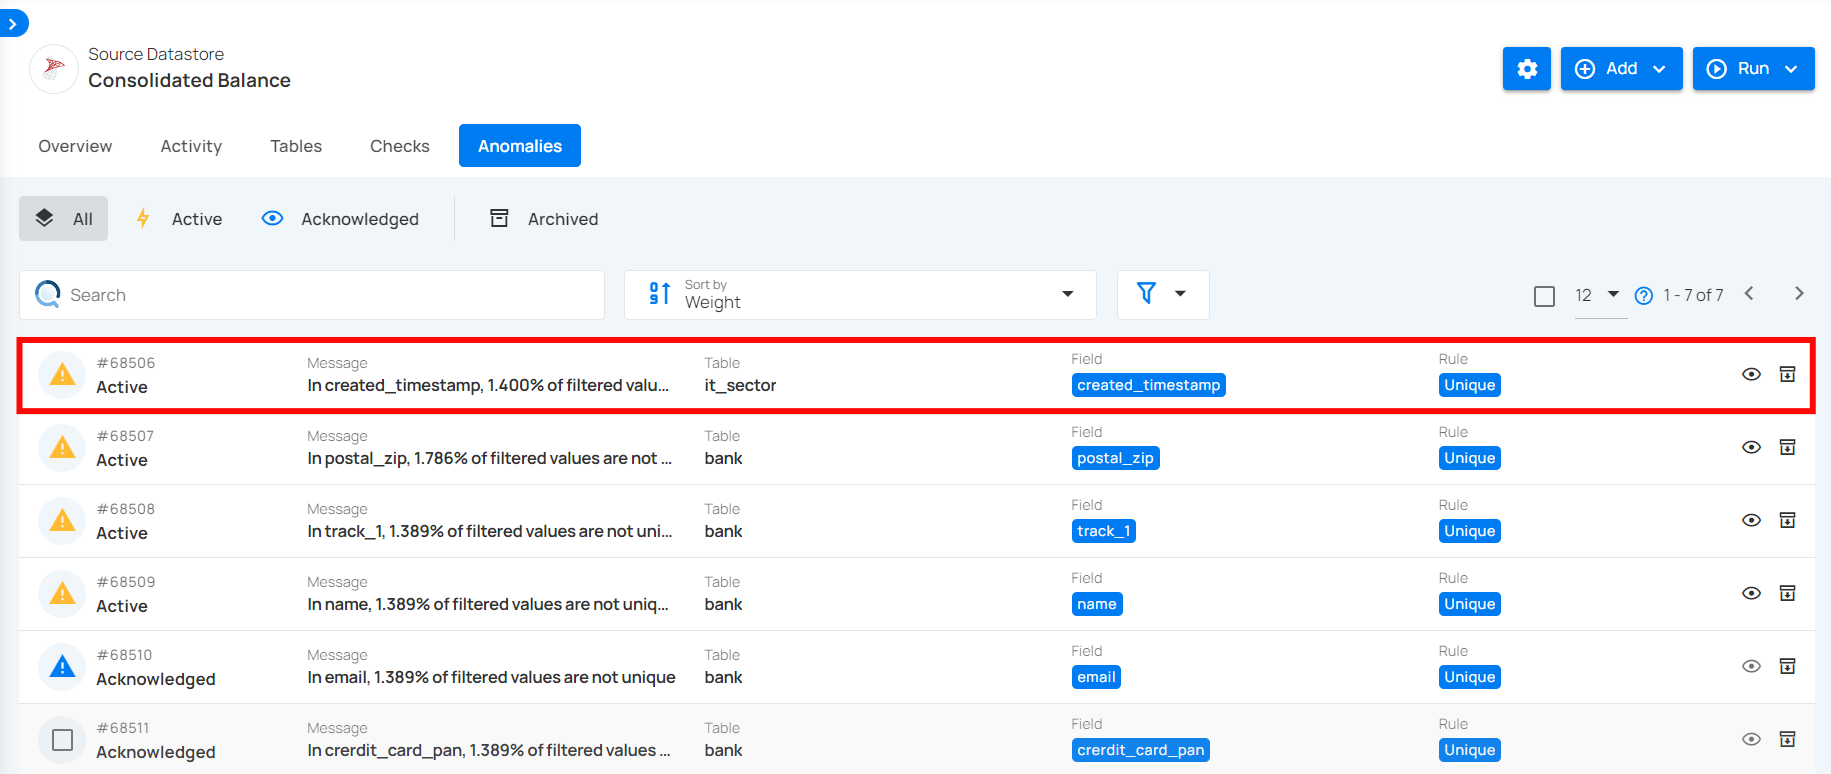 Source Datastore
Consolidated Balance
Add
Run
Overview Activity Tables Checks Anomalies
All Active Acknowledged Archived
Search
Sort by
Weight
12 1 - 7 of 7
#68506 Message Table Field Rule
Active In created_timestamp, 1.400% of filtered valu... it_sector created_timestamp Unique
#68507 Message Table Field Rule
Active In postal_zip, 1.786% of filtered values are not ... bank postal_zip Unique
#68508 Message Table Field Rule
Active In track_1, 1.389% of filtered values are not uni... bank track_1 Unique
#68509 Message Table Field Rule
Active In name, 1.389% of filtered values are not uniq... bank name Unique
#68510 Message Table Field Rule
Acknowledged In email, 1.389% of filtered values are not unique bank email Unique
#68511 Message Table Field Rule
Acknowledged In crerdit_card_pan, 1.389% of filtered values ... bank crerdit_card_pan Unique